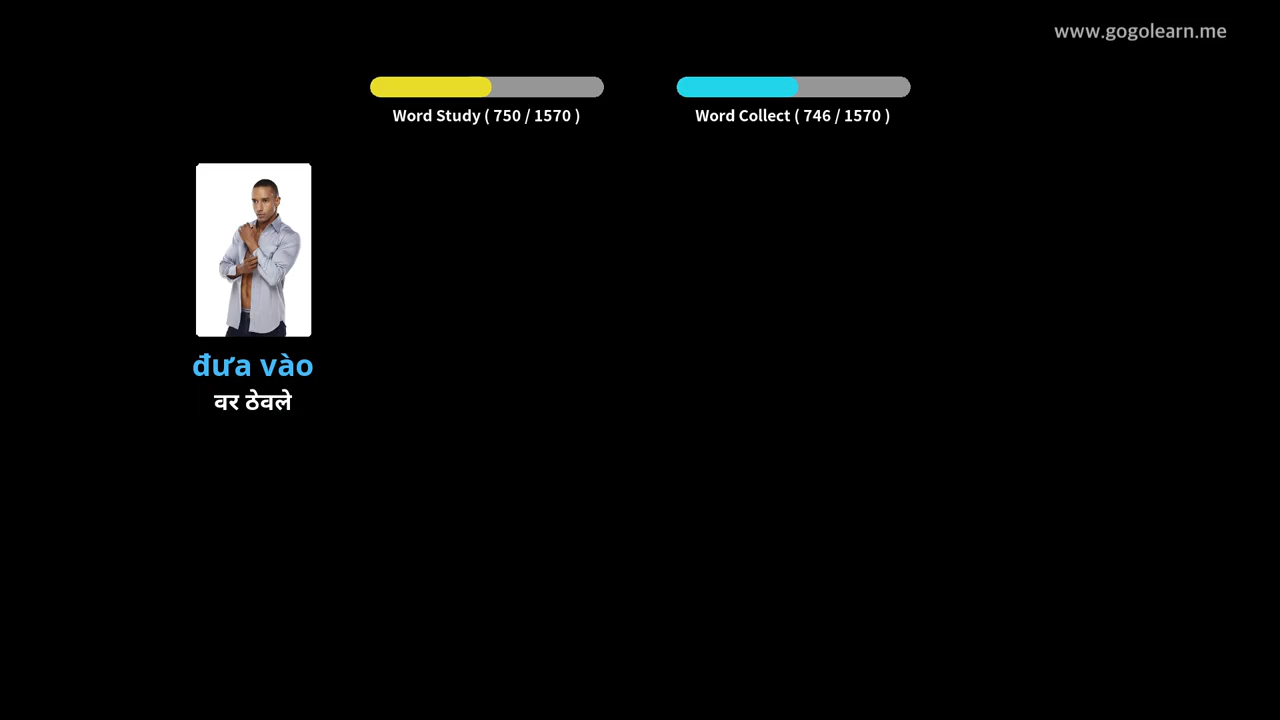 www.gogolearn.me
Word Study ( 750 / 1570 )
Word Collect ( 746 / 1570 )
đưa vào
वर ठेवले